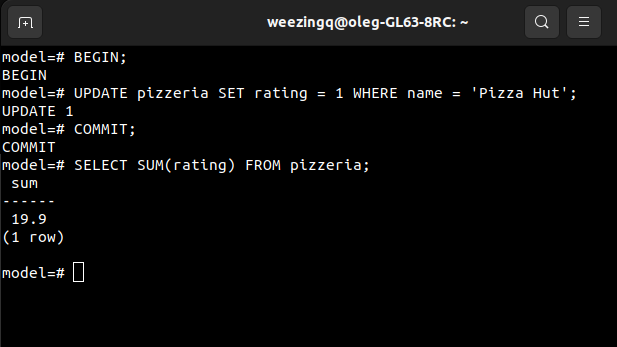 weezingq@oleg-GL63-8RC: ~
model=# BEGIN;
BEGIN
model=# UPDATE pizzeria SET rating = 1 WHERE name = 'Pizza Hut';
UPDATE 1
model=# COMMIT;
COMMIT
model=# SELECT SUM(rating) FROM pizzeria;
 sum
------
 19.9
(1 row)
model=#